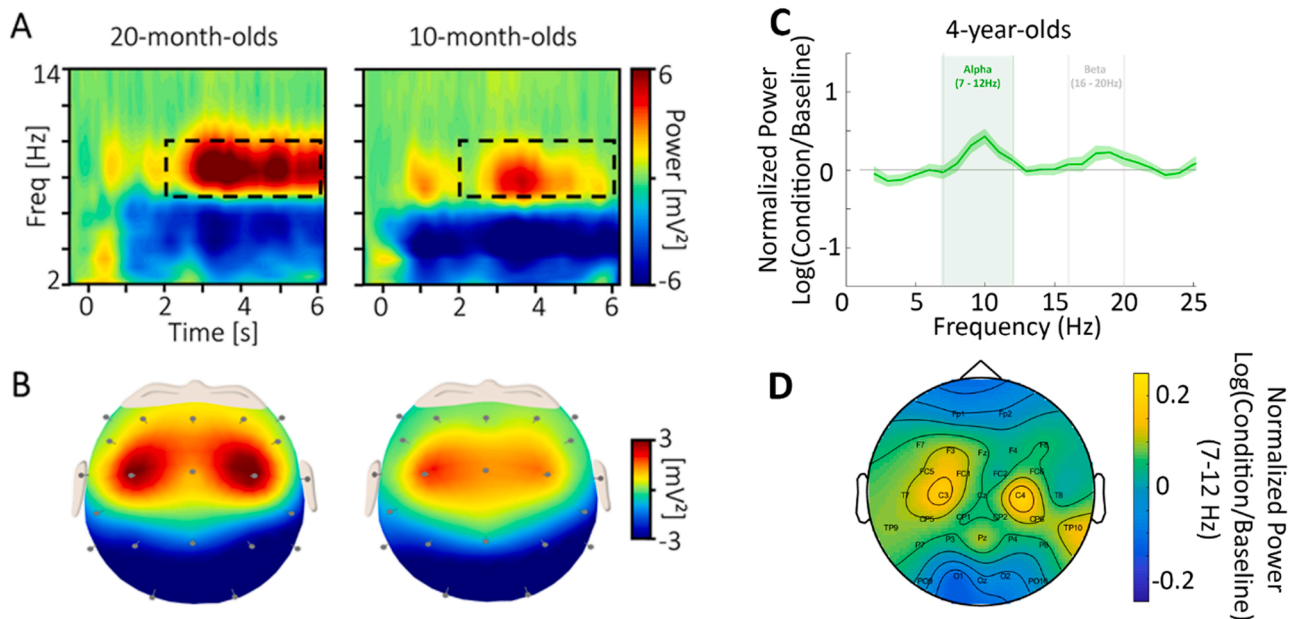 A
20-month-olds
10-month-olds
14
Freq [Hz]
2
0
2
4
6
0
2
4
6
Time [s]
6
Power [mV²]
-6
B
3
[mV²]
-3
C
4-year-olds
Normalized Power
Log(Condition/Baseline)
1
0
-1
Alpha
(7 - 12Hz)
Beta
(16 - 20Hz)
0
5
10
15
20
25
Frequency (Hz)
D
Fp1
Fp2
F7
F3
Fz
F4
F8
FC5
FC1
FC2
FC6
T7
C3
Cz
C4
T8
TP9
CP5
CP1
CP2
CP6
TP10
P7
P3
Pz
P4
P8
PO9
O1
Oz
O2
PO10
0.2
0
-0.2
Normalized Power
Log(Condition/Baseline)
(7-12 Hz)